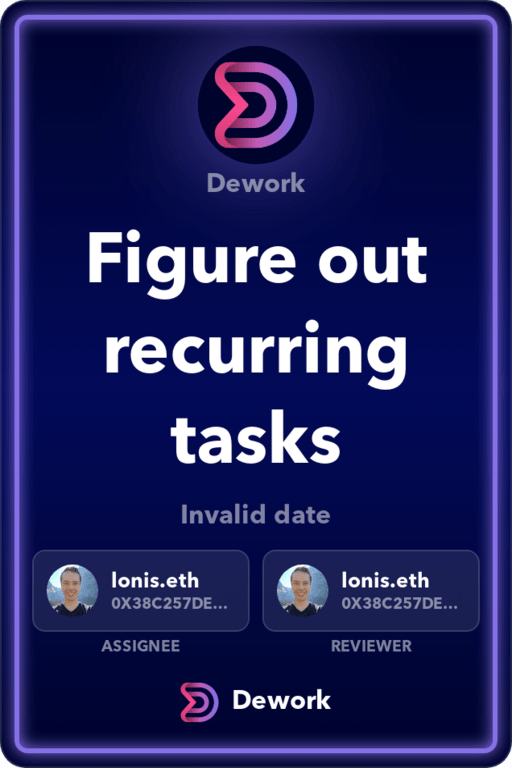 Dework
Figure out
recurring
tasks
Invalid date
lonis.eth
0X38C257DE...
lonis.eth
0X38C257DE...
ASSIGNEE
REVIEWER
Dework